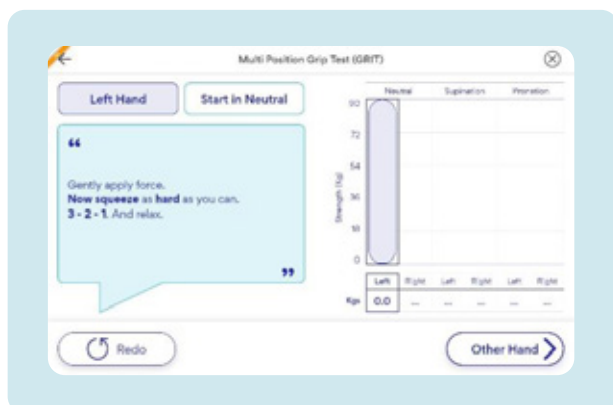 Multi Position Grip Test (GRIT)
Left Hand
Start in Neutral
“
Gently apply force.
Now squeeze as hard as you can.
3 - 2 - 1. And relax.
”
Neutral Supination Pronation
Strength (Kg)
90
72
54
36
18
0
Left Right Left Right Left Right
Kgs 0.0 -- -- -- -- --
Redo
Other Hand